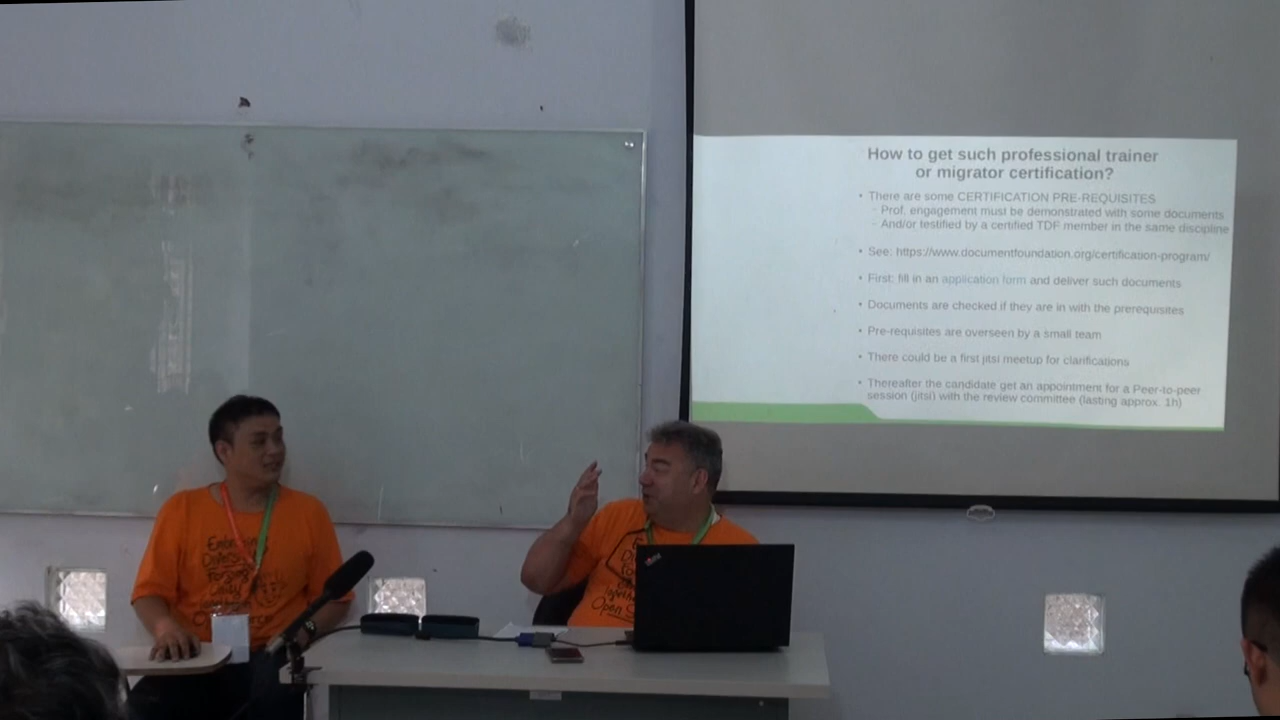 How to get such professional trainer
or migrator certification?
• There are some CERTIFICATION PRE-REQUISITES
- Prof. engagement must be demonstrated with some documents
- And/or testified by a certified TDF member in the same discipline
• See: https://www.documentfoundation.org/certification-program/
• First: fill in an application form and deliver such documents
• Documents are checked if they are in with the prerequisites
• Pre-requisites are overseen by a small team
• There could be a first jitsi meetup for clarifications
• Thereafter the candidate get an appointment for a Peer-to-peer
session (jitsi) with the review committee (lasting approx. 1h)
Open